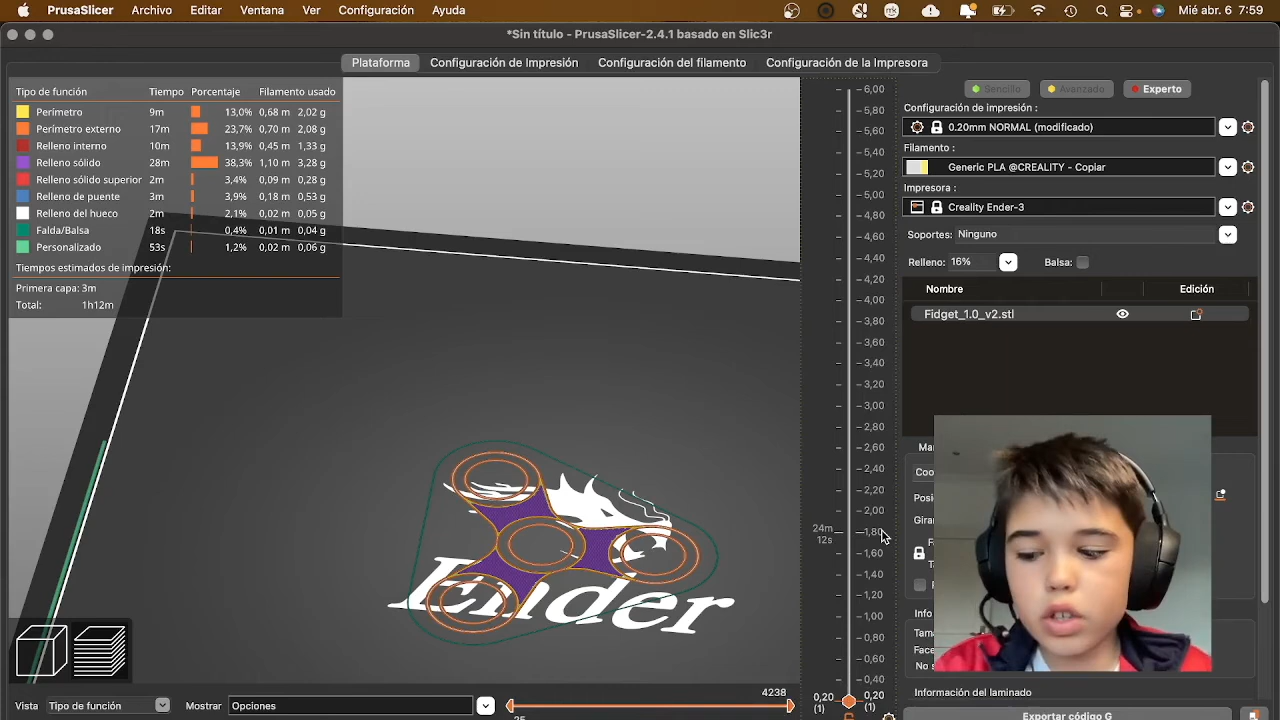 PrusaSlicer Archivo Editar Ventana Ver Configuración Ayuda rtk Mié abr. 6 7:59
*Sin título - PrusaSlicer-2.4.1 basado en Slic3r
Plataforma Configuración de Impresión Configuración del filamento Configuración de la Impresora
Tipo de función Tiempo Porcentaje Filamento usado
Perímetro 9m 13,0% 0,68 m 2,02 g
Perímetro externo 17m 23,7% 0,70 m 2,08 g
Relleno interno 10m 13,9% 0,45 m 1,33 g
Relleno sólido 28m 38,3% 1,10 m 3,28 g
Relleno sólido superior 2m 3,4% 0,09 m 0,28 g
Relleno de puente 3m 3,9% 0,18 m 0,53 g
Relleno del hueco 2m 2,1% 0,02 m 0,05 g
Falda/Balsa 18s 0,4% 0,01 m 0,04 g
Personalizado 53s 1,2% 0,02 m 0,06 g
Tiempos estimados de impresión:
Primera capa: 3m
Total: 1h12m
Ender
6,00
5,80
5,60
5,40
5,20
5,00
4,80
4,60
4,40
4,20
4,00
3,80
3,60
3,40
3,20
3,00
2,80
2,60
2,40
2,20
2,00
24m
12s
1,80
1,60
1,40
1,20
1,00
0,80
0,60
0,40
0,20
(1)
0,20
(1)
Sencillo Avanzado Experto
Configuración de impresión :
0.20mm NORMAL (modificado)
Filamento :
Generic PLA @CREALITY - Copiar
Impresora :
Creality Ender-3
Soportes: Ninguno
Relleno: 16% Balsa:
Nombre Edición
Fidget_1.0_v2.stl
Información del laminado
Exportar código G
Vista Tipo de función Mostrar Opciones
4238